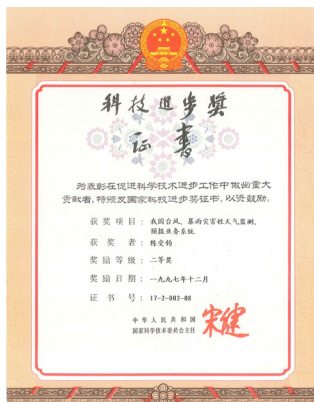 科技进步奖
证书
为表彰在促进科学技术进步工作中做出重大
贡献者,特颁发国家科技进步奖证书,以资鼓励。
获奖项目：我国台风、暴雨灾害性天气监测、
预报业务系统
获奖者：陈受钧
奖励等级：二等奖
奖励日期：一九九七年十二月
证书号：17-2-002-08
中华人民共和国
国家科学技术委员会主任
宋健